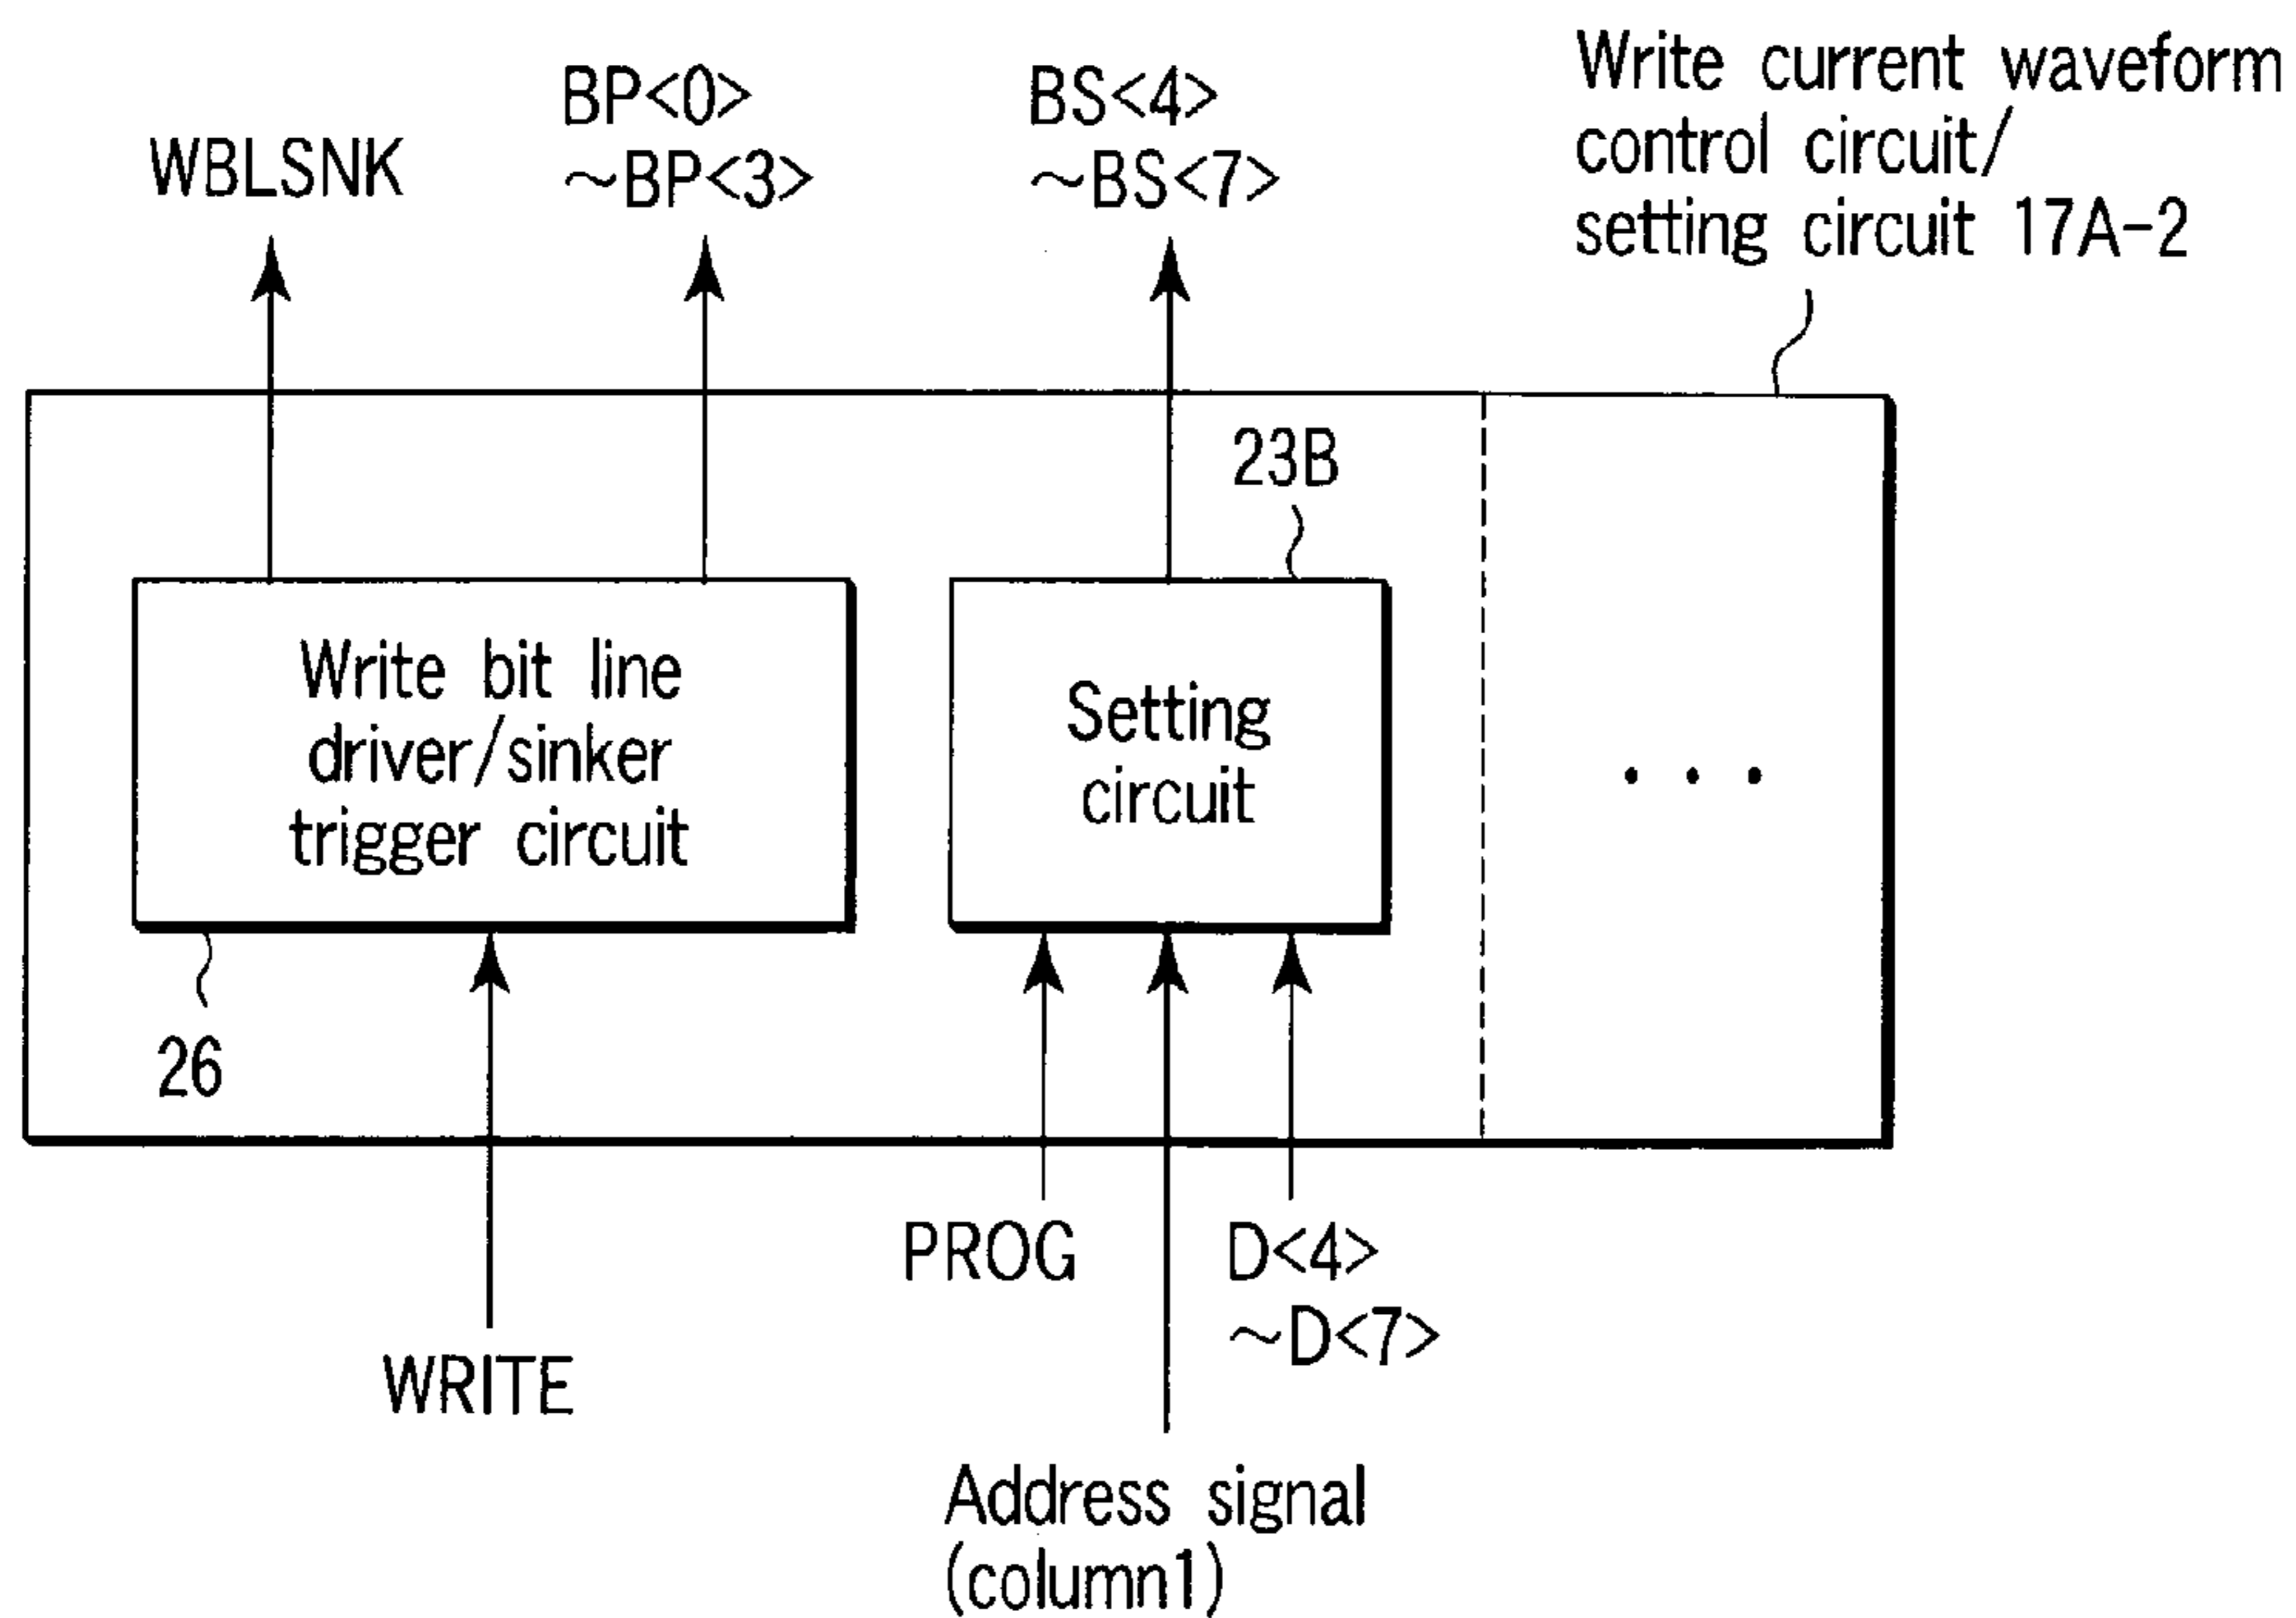 WBLSNK
BP<0>
~BP<3>
BS<4>
~BS<7>
Write current waveform
control circuit/
setting circuit 17A-2
23B
Write bit line
driver/sinker
trigger circuit
Setting
circuit
• • •
26
WRITE
PROG
D<4>
~D<7>
Address signal
(column1)